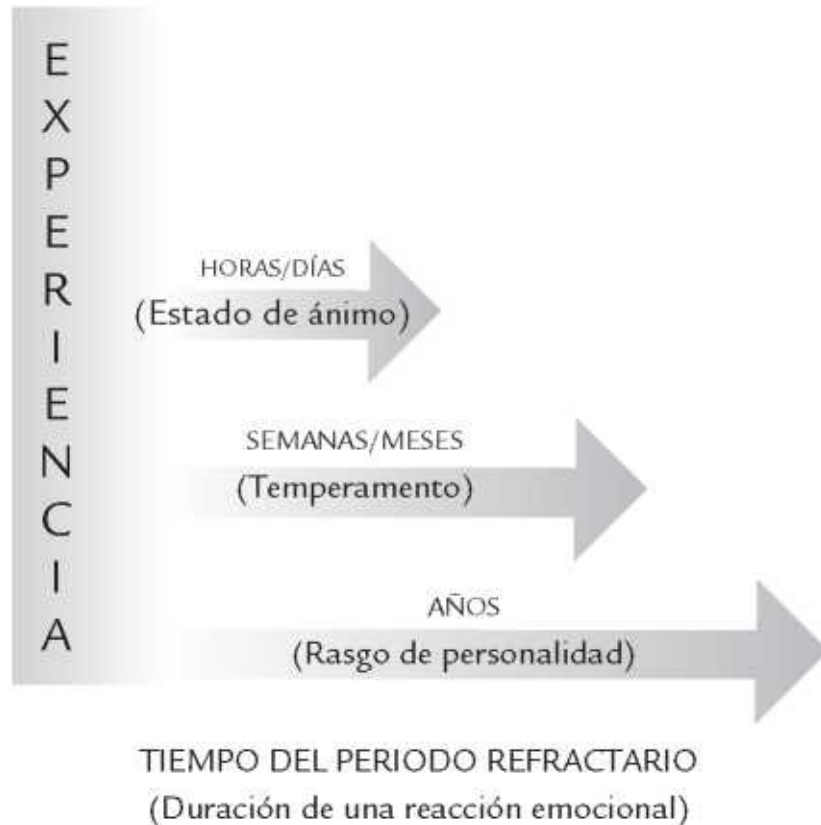 EXPERIENCIA
HORAS/DÍAS
(Estado de ánimo)
SEMANAS/MESES
(Temperamento)
AÑOS
(Rasgo de personalidad)
TIEMPO DEL PERIODO REFRACTARIO
(Duración de una reacción emocional)